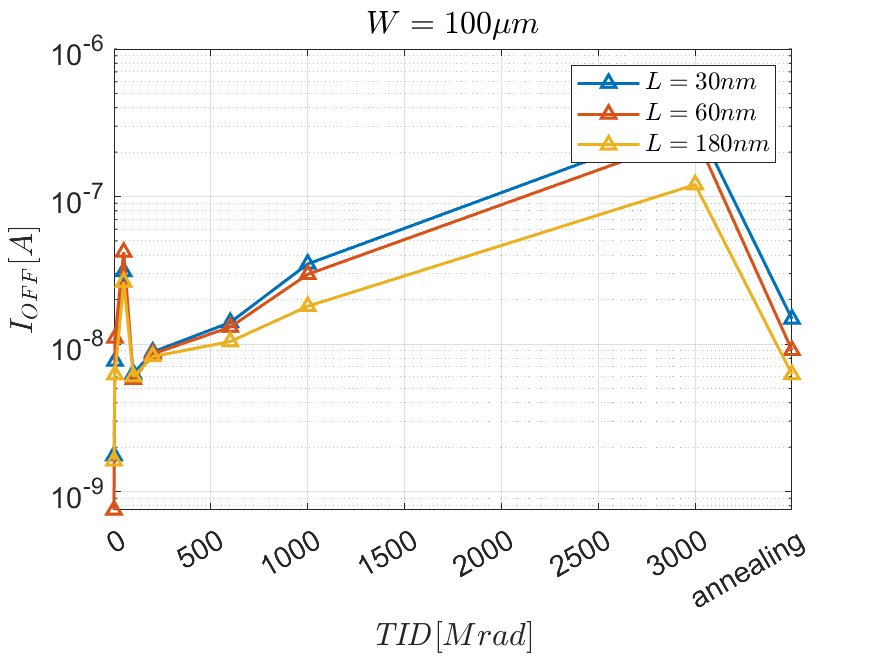 W = 100μm
10⁻⁶
10⁻⁷
10⁻⁸
10⁻⁹
I_OFF[A]
L = 30nm
L = 60nm
L = 180nm
0 500 1000 1500 2000 2500 3000 annealing
TID[Mrad]